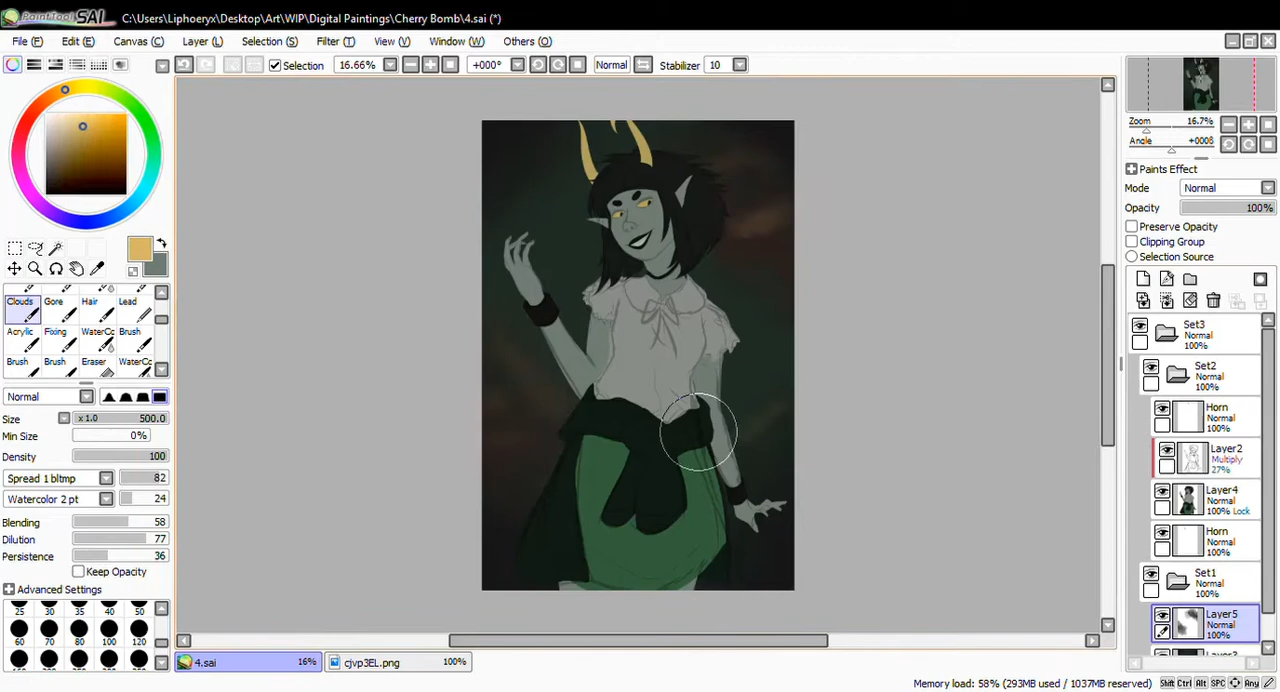 PaintTool SAI C:\Users\Liphoeryx\Desktop\Art\WIP\Digital Paintings\Cherry Bomb\4.sai (*)
File (F) Edit (E) Canvas (C) Layer (L) Selection (S) Filter (T) View (V) Window (W) Others (O)
Selection 16.66% +000° Normal Stabilizer 10
Zoom 16.7%
Angle +000δ
Paints Effect
Mode Normal
Opacity 100%
Preserve Opacity
Clipping Group
Selection Source
Clouds Gore Hair Lead
Acrylic Fixing WaterCc Brush
Brush Brush Eraser WaterCc
Normal
Size x 1.0 500.0
Min Size 0%
Density 100
Spread 1 bltmp 82
Watercolor 2 pt 24
Blending 58
Dilution 77
Persistence 36
Keep Opacity
Advanced Settings
25 30 35 40 50
60 70 80 100 120
Set3
Normal
100%
Set2
Normal
100%
Horn
Normal
100%
Layer2
Multiply
27%
Layer4
Normal
100% Lock
Horn
Normal
100%
Set1
Normal
100%
Layer5
Normal
100%
4.sai 16% cjvp3EL.png 100%
Memory load: 58% (293MB used / 1037MB reserved) Shift Ctrl Alt SPC Any